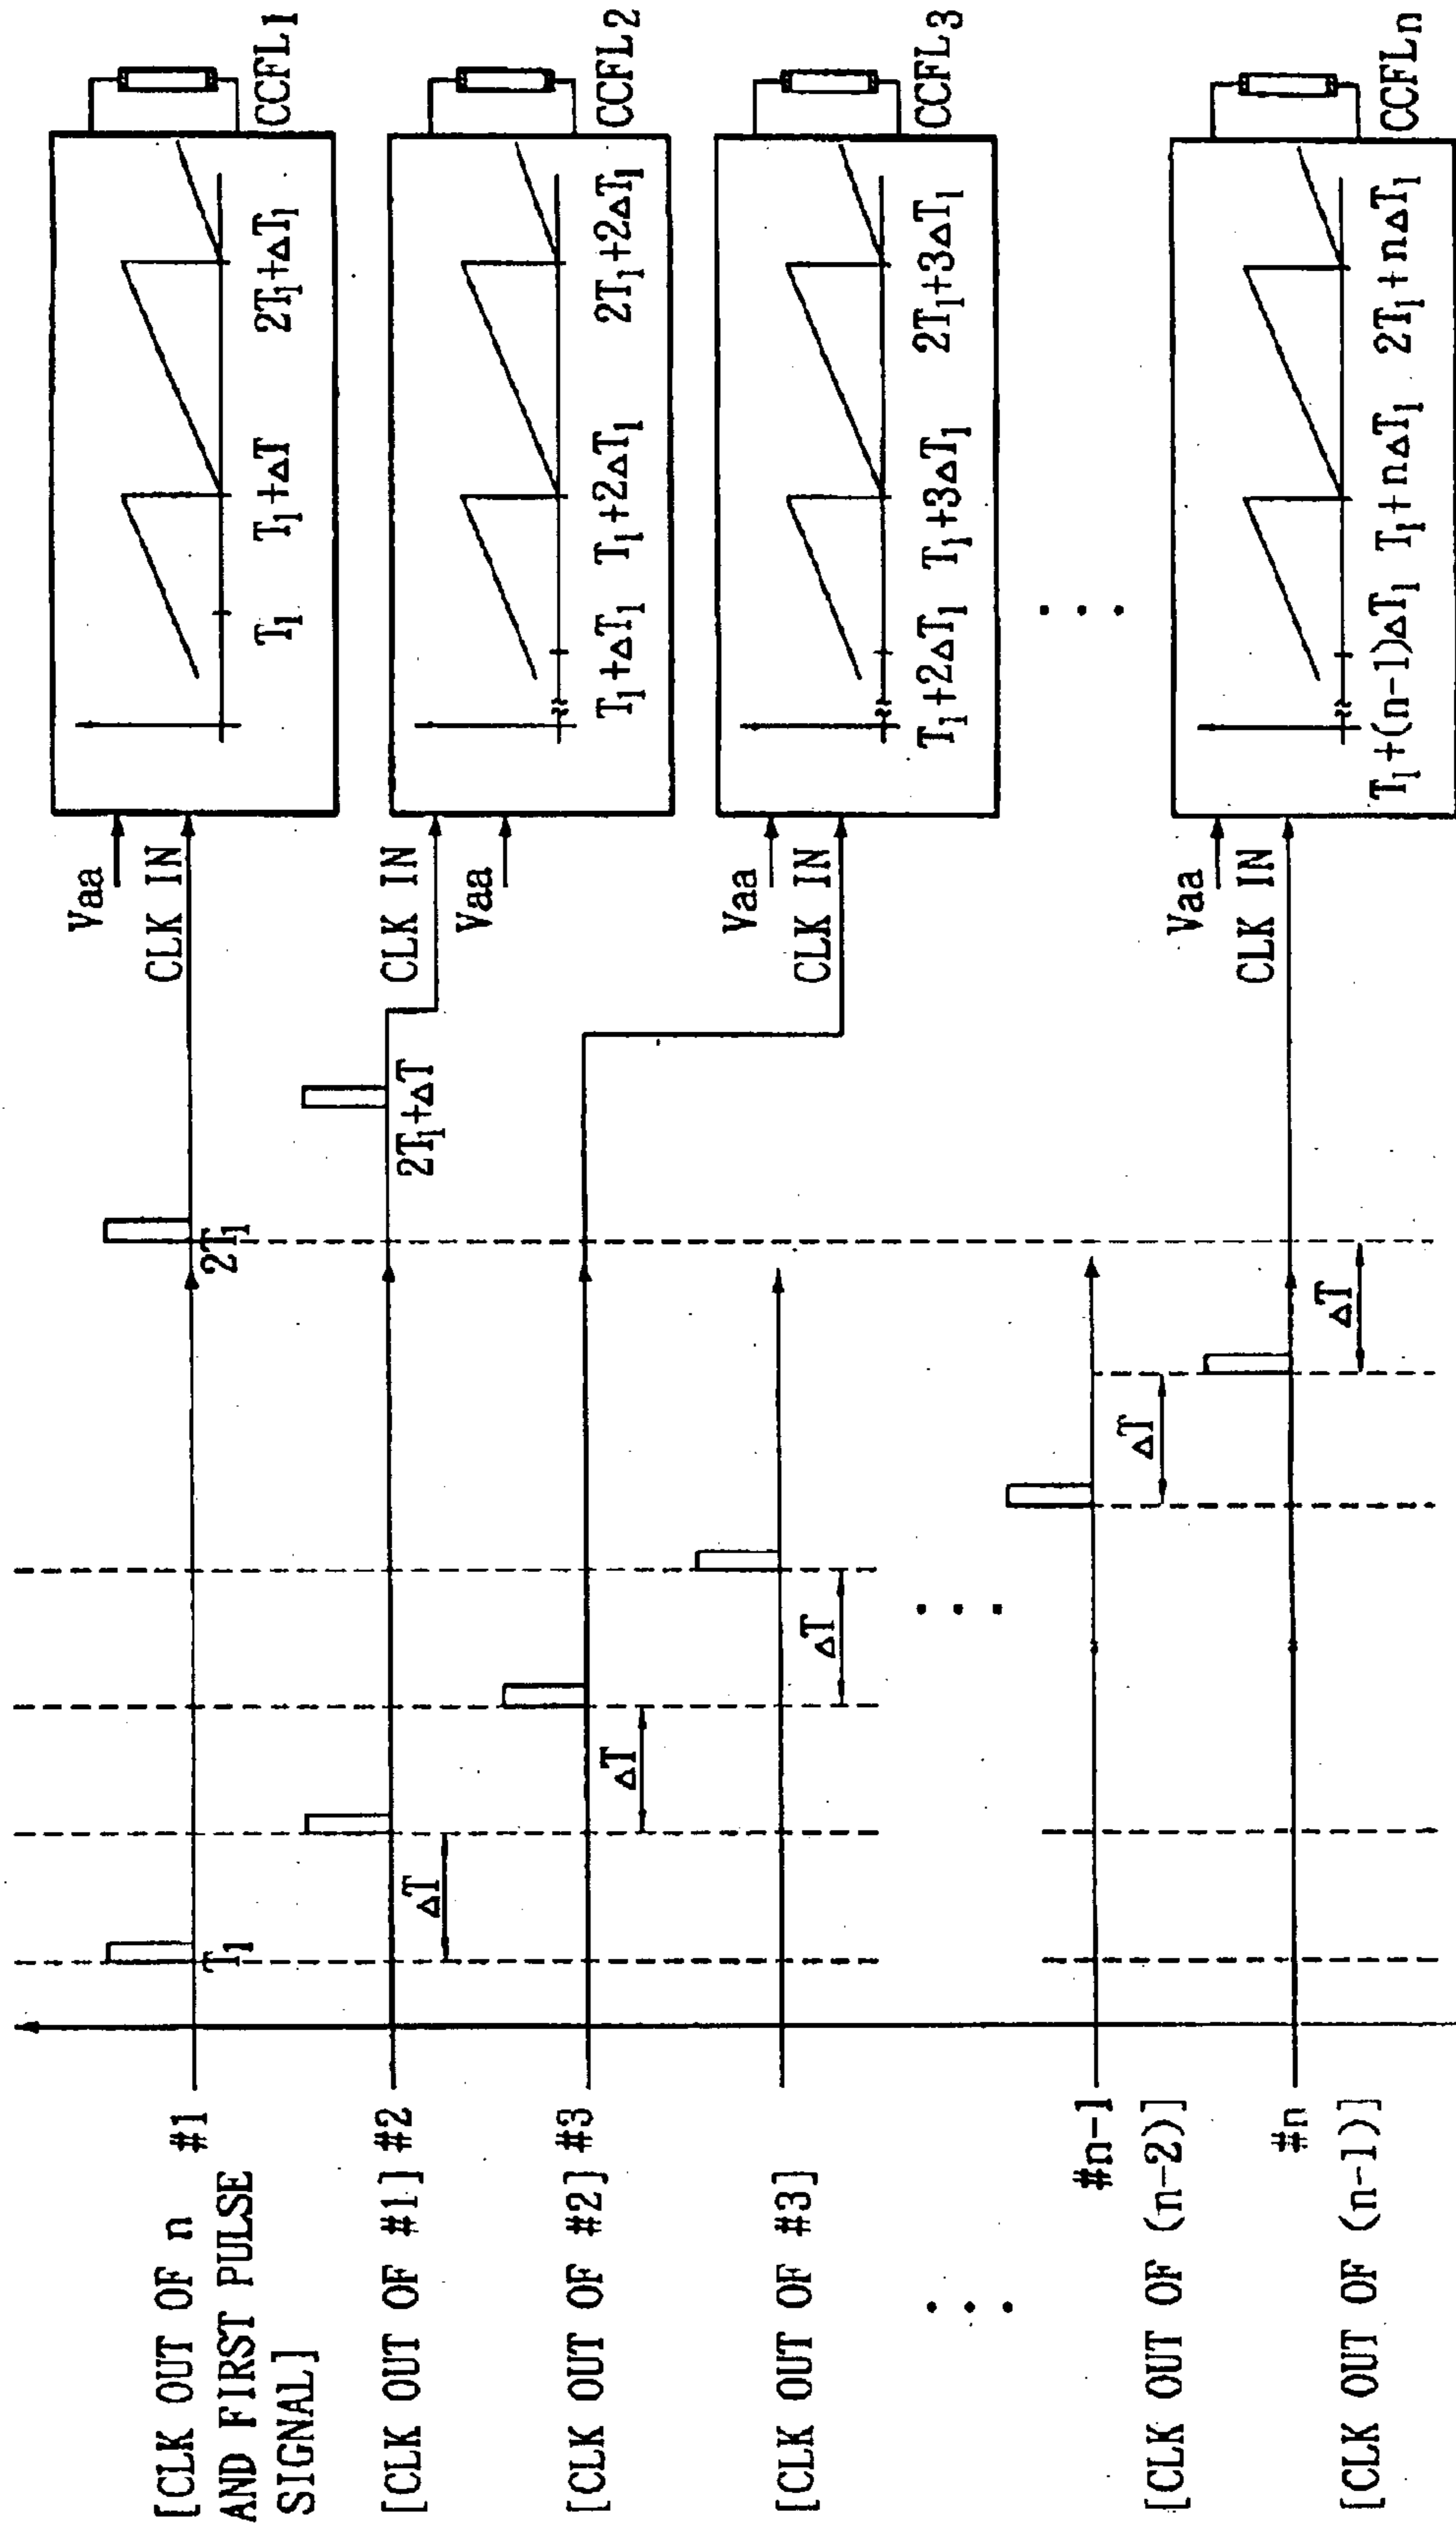 [CLK OUT OF n #1
AND FIRST PULSE
SIGNAL]
T1
2T1
Vaa
CLK IN
T1 T1+ΔT 2T1+ΔT1
CCFL1
[CLK OUT OF #1] #2
ΔT
2T1+ΔT
CLK IN
Vaa
T1+ΔT1 T1+2ΔT1 2T1+2ΔT1
CCFL2
[CLK OUT OF #2] #3
ΔT
Vaa
CLK IN
T1+2ΔT1 T1+3ΔT1 2T1+3ΔT1
CCFL3
[CLK OUT OF #3]
ΔT
#n-1
[CLK OUT OF (n-2)]
ΔT
#n
[CLK OUT OF (n-1)]
ΔT
Vaa
CLK IN
T1+(n-1)ΔT1 T1+nΔT1 2T1+nΔT1
CCFLn